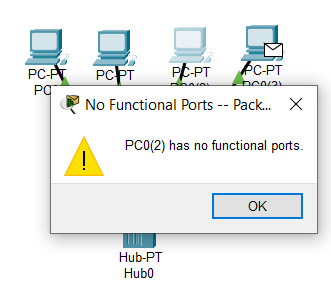 PC-PT
PC-PT
PC-PT
PC-PT
No Functional Ports -- Pack...
PC0(2) has no functional ports.
OK
Hub-PT
Hub0